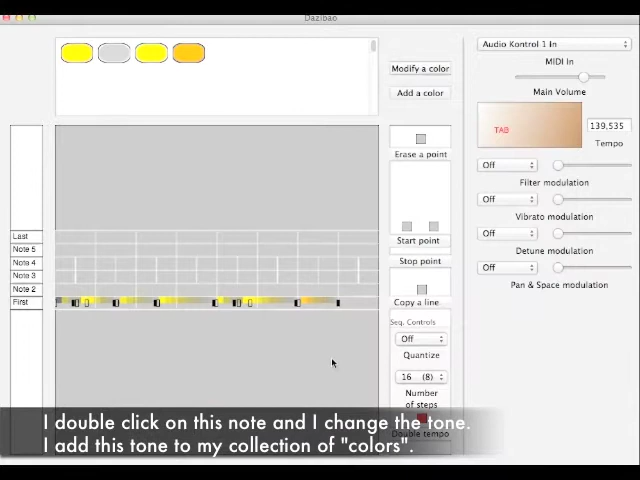 Dazibao
Audio Kontrol 1 In
MIDI In
Modify a color
Main Volume
Add a color
TAB
139,535
Tempo
Erase a point
Off
Filter modulation
Off
Vibrato modulation
Last
Note 5
Note 4
Note 3
Note 2
First
Start point
Off
Detune modulation
Stop point
Off
Pan & Space modulation
Copy a line
Seq. Controls
Off
Quantize
16 (8)
Number
of steps
Double tempo
I double click on this note and I change the tone.
I add this tone to my collection of "colors".